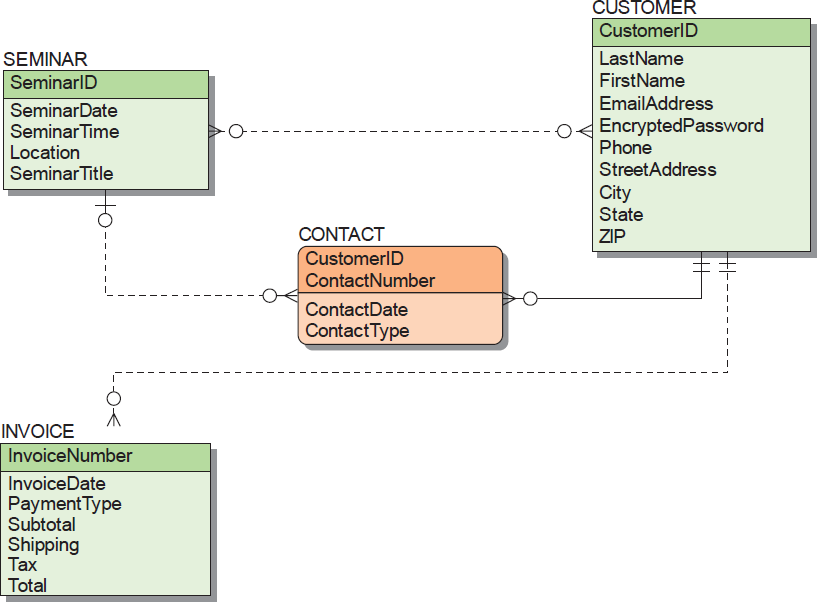 SEMINAR
SeminarID
SeminarDate
SeminarTime
Location
SeminarTitle
CUSTOMER
CustomerID
LastName
FirstName
EmailAddress
EncryptedPassword
Phone
StreetAddress
City
State
ZIP
CONTACT
CustomerID
ContactNumber
ContactDate
ContactType
INVOICE
InvoiceNumber
InvoiceDate
PaymentType
Subtotal
Shipping
Tax
Total